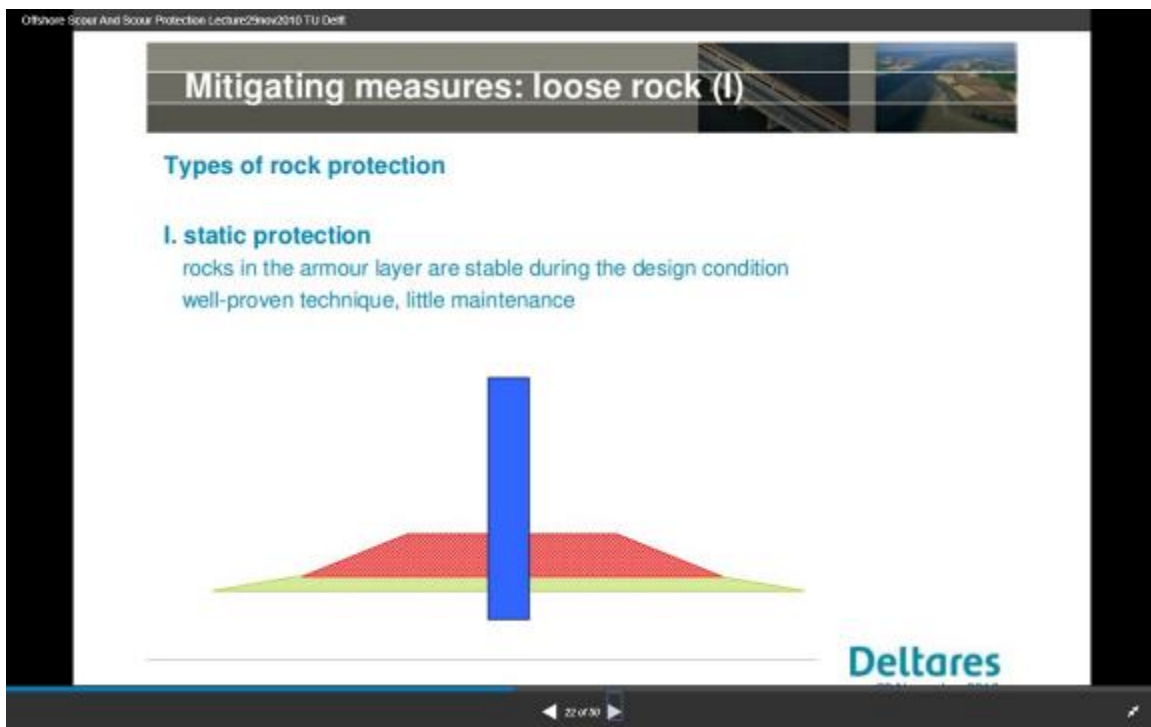 Offshore Scour And Scour Protection Lecture29nov2010 TU Delft
Mitigating measures: loose rock (I)
Types of rock protection
I. static protection
rocks in the armour layer are stable during the design condition
well-proven technique, little maintenance
Deltares
22 of 50